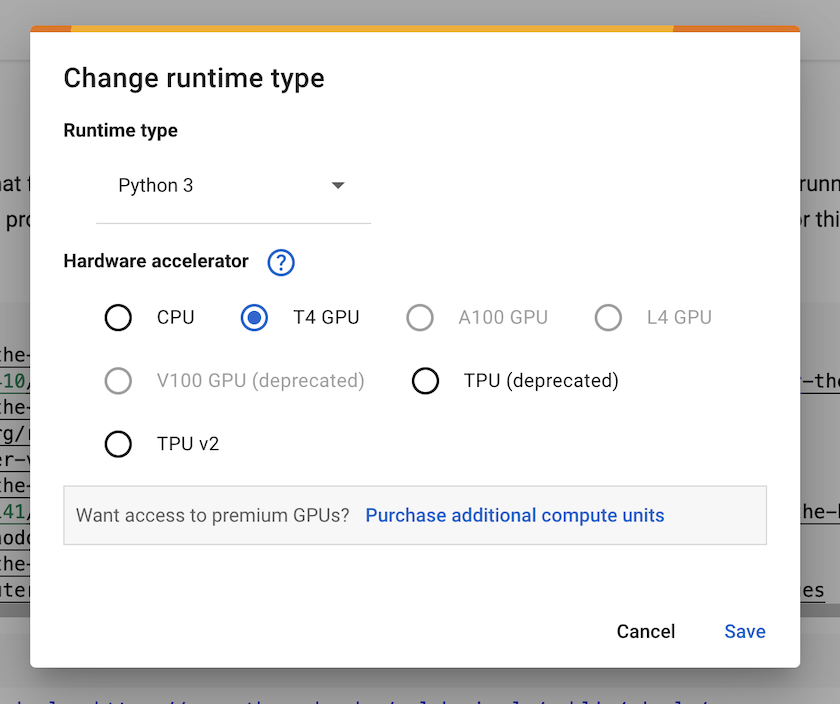 Change runtime type
Runtime type
Python 3
Hardware accelerator ?
CPU T4 GPU A100 GPU L4 GPU
V100 GPU (deprecated) TPU (deprecated)
TPU v2
Want access to premium GPUs? Purchase additional compute units
Cancel Save